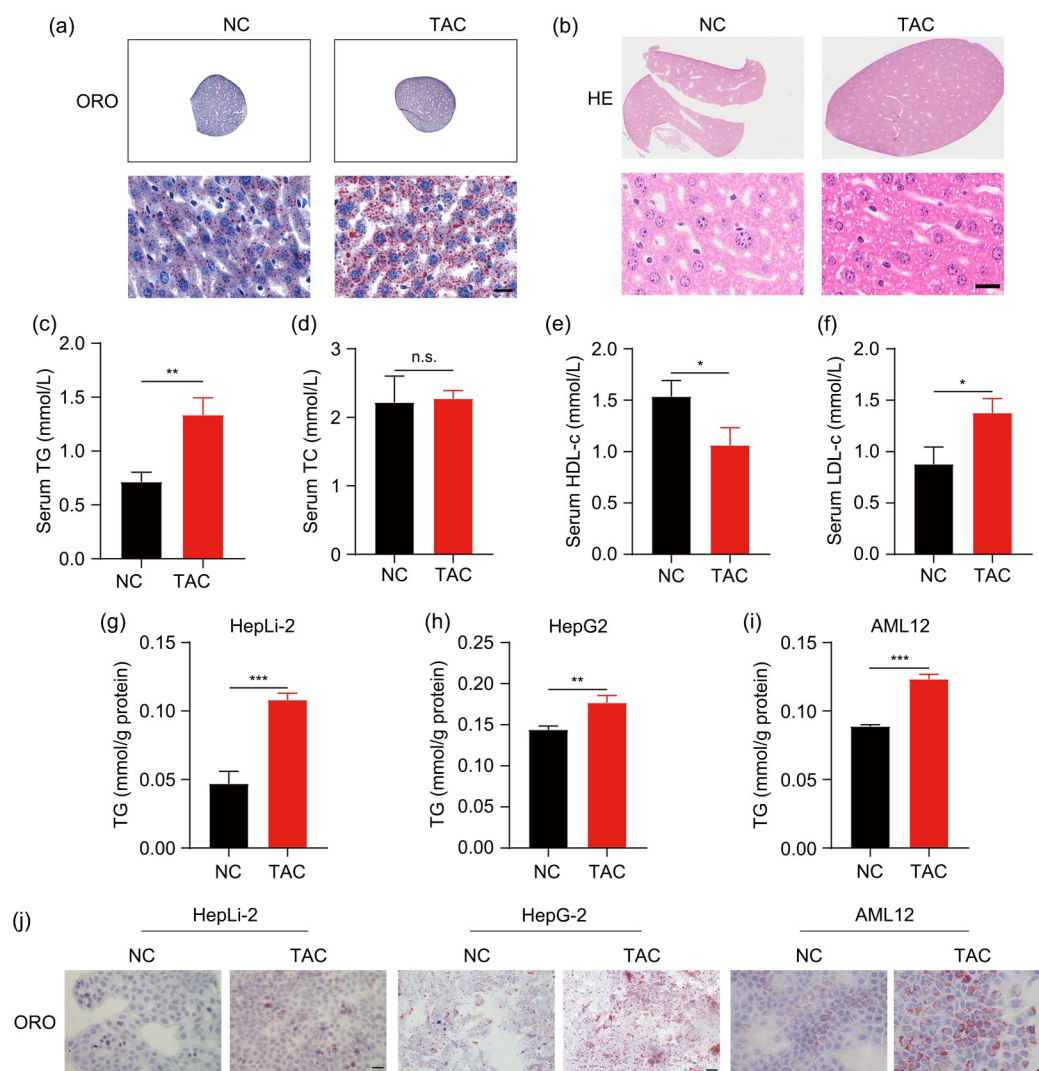 (a)
NC
TAC
ORO
(b)
NC
TAC
HE
(c)
Serum TG (mmol/L)
2.0
1.5
1.0
0.5
0.0
**
NC
TAC
(d)
Serum TC (mmol/L)
3
2
1
0
n.s.
NC
TAC
(e)
Serum HDL-c (mmol/L)
2.0
1.5
1.0
0.5
0.0
*
NC
TAC
(f)
Serum LDL-c (mmol/L)
2.0
1.5
1.0
0.5
0.0
*
NC
TAC
(g)
HepLi-2
TG (mmol/g protein)
0.15
0.10
0.05
0.00
***
NC
TAC
(h)
HepG2
TG (mmol/g protein)
0.25
0.20
0.15
0.10
0.05
0.00
**
NC
TAC
(i)
AML12
TG (mmol/g protein)
0.15
0.10
0.05
0.00
***
NC
TAC
(j)
HepLi-2
HepG-2
AML12
NC
TAC
NC
TAC
NC
TAC
ORO